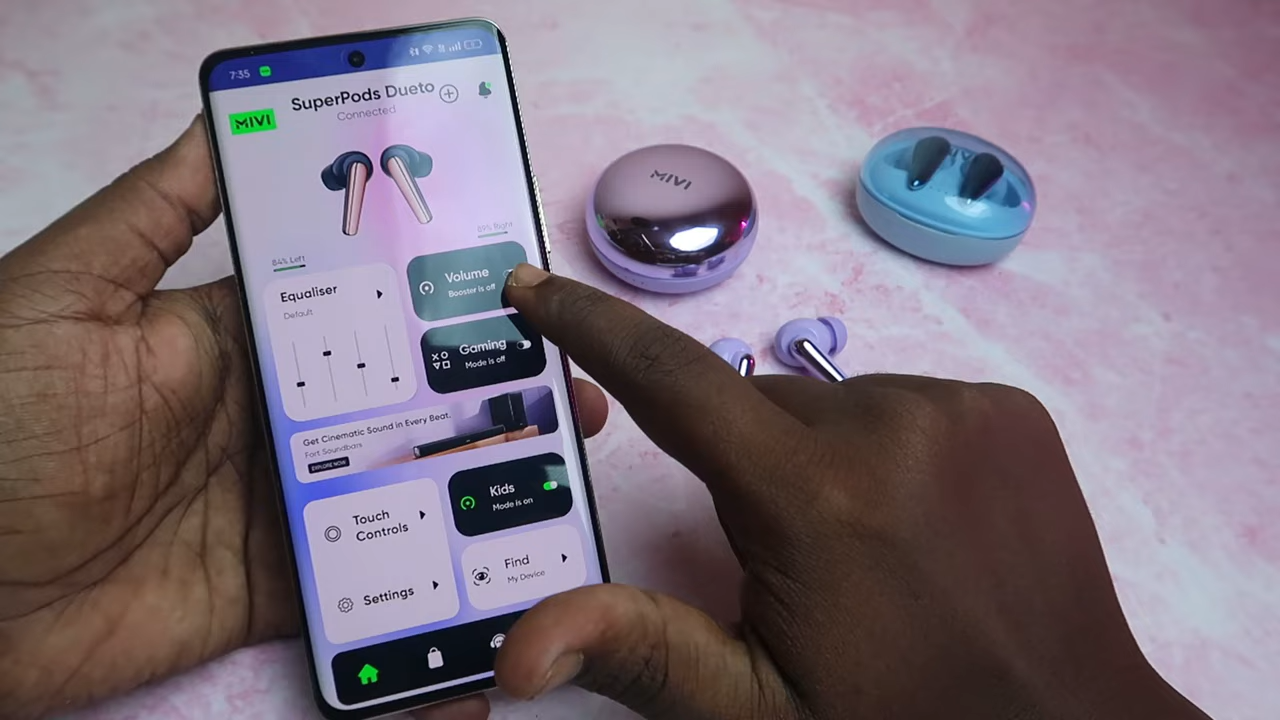 7:35
SuperPods Dueto
MIVI
Connected
89% Right
84% Left
Equaliser
Default
Volume
Booster is off
Gaming
Mode is off
Get Cinematic Sound in Every Beat.
Fort Soundbars
EXPLORE NOW
Touch
Controls
Kids
Mode is on
Settings
Find
My Device
MIVI